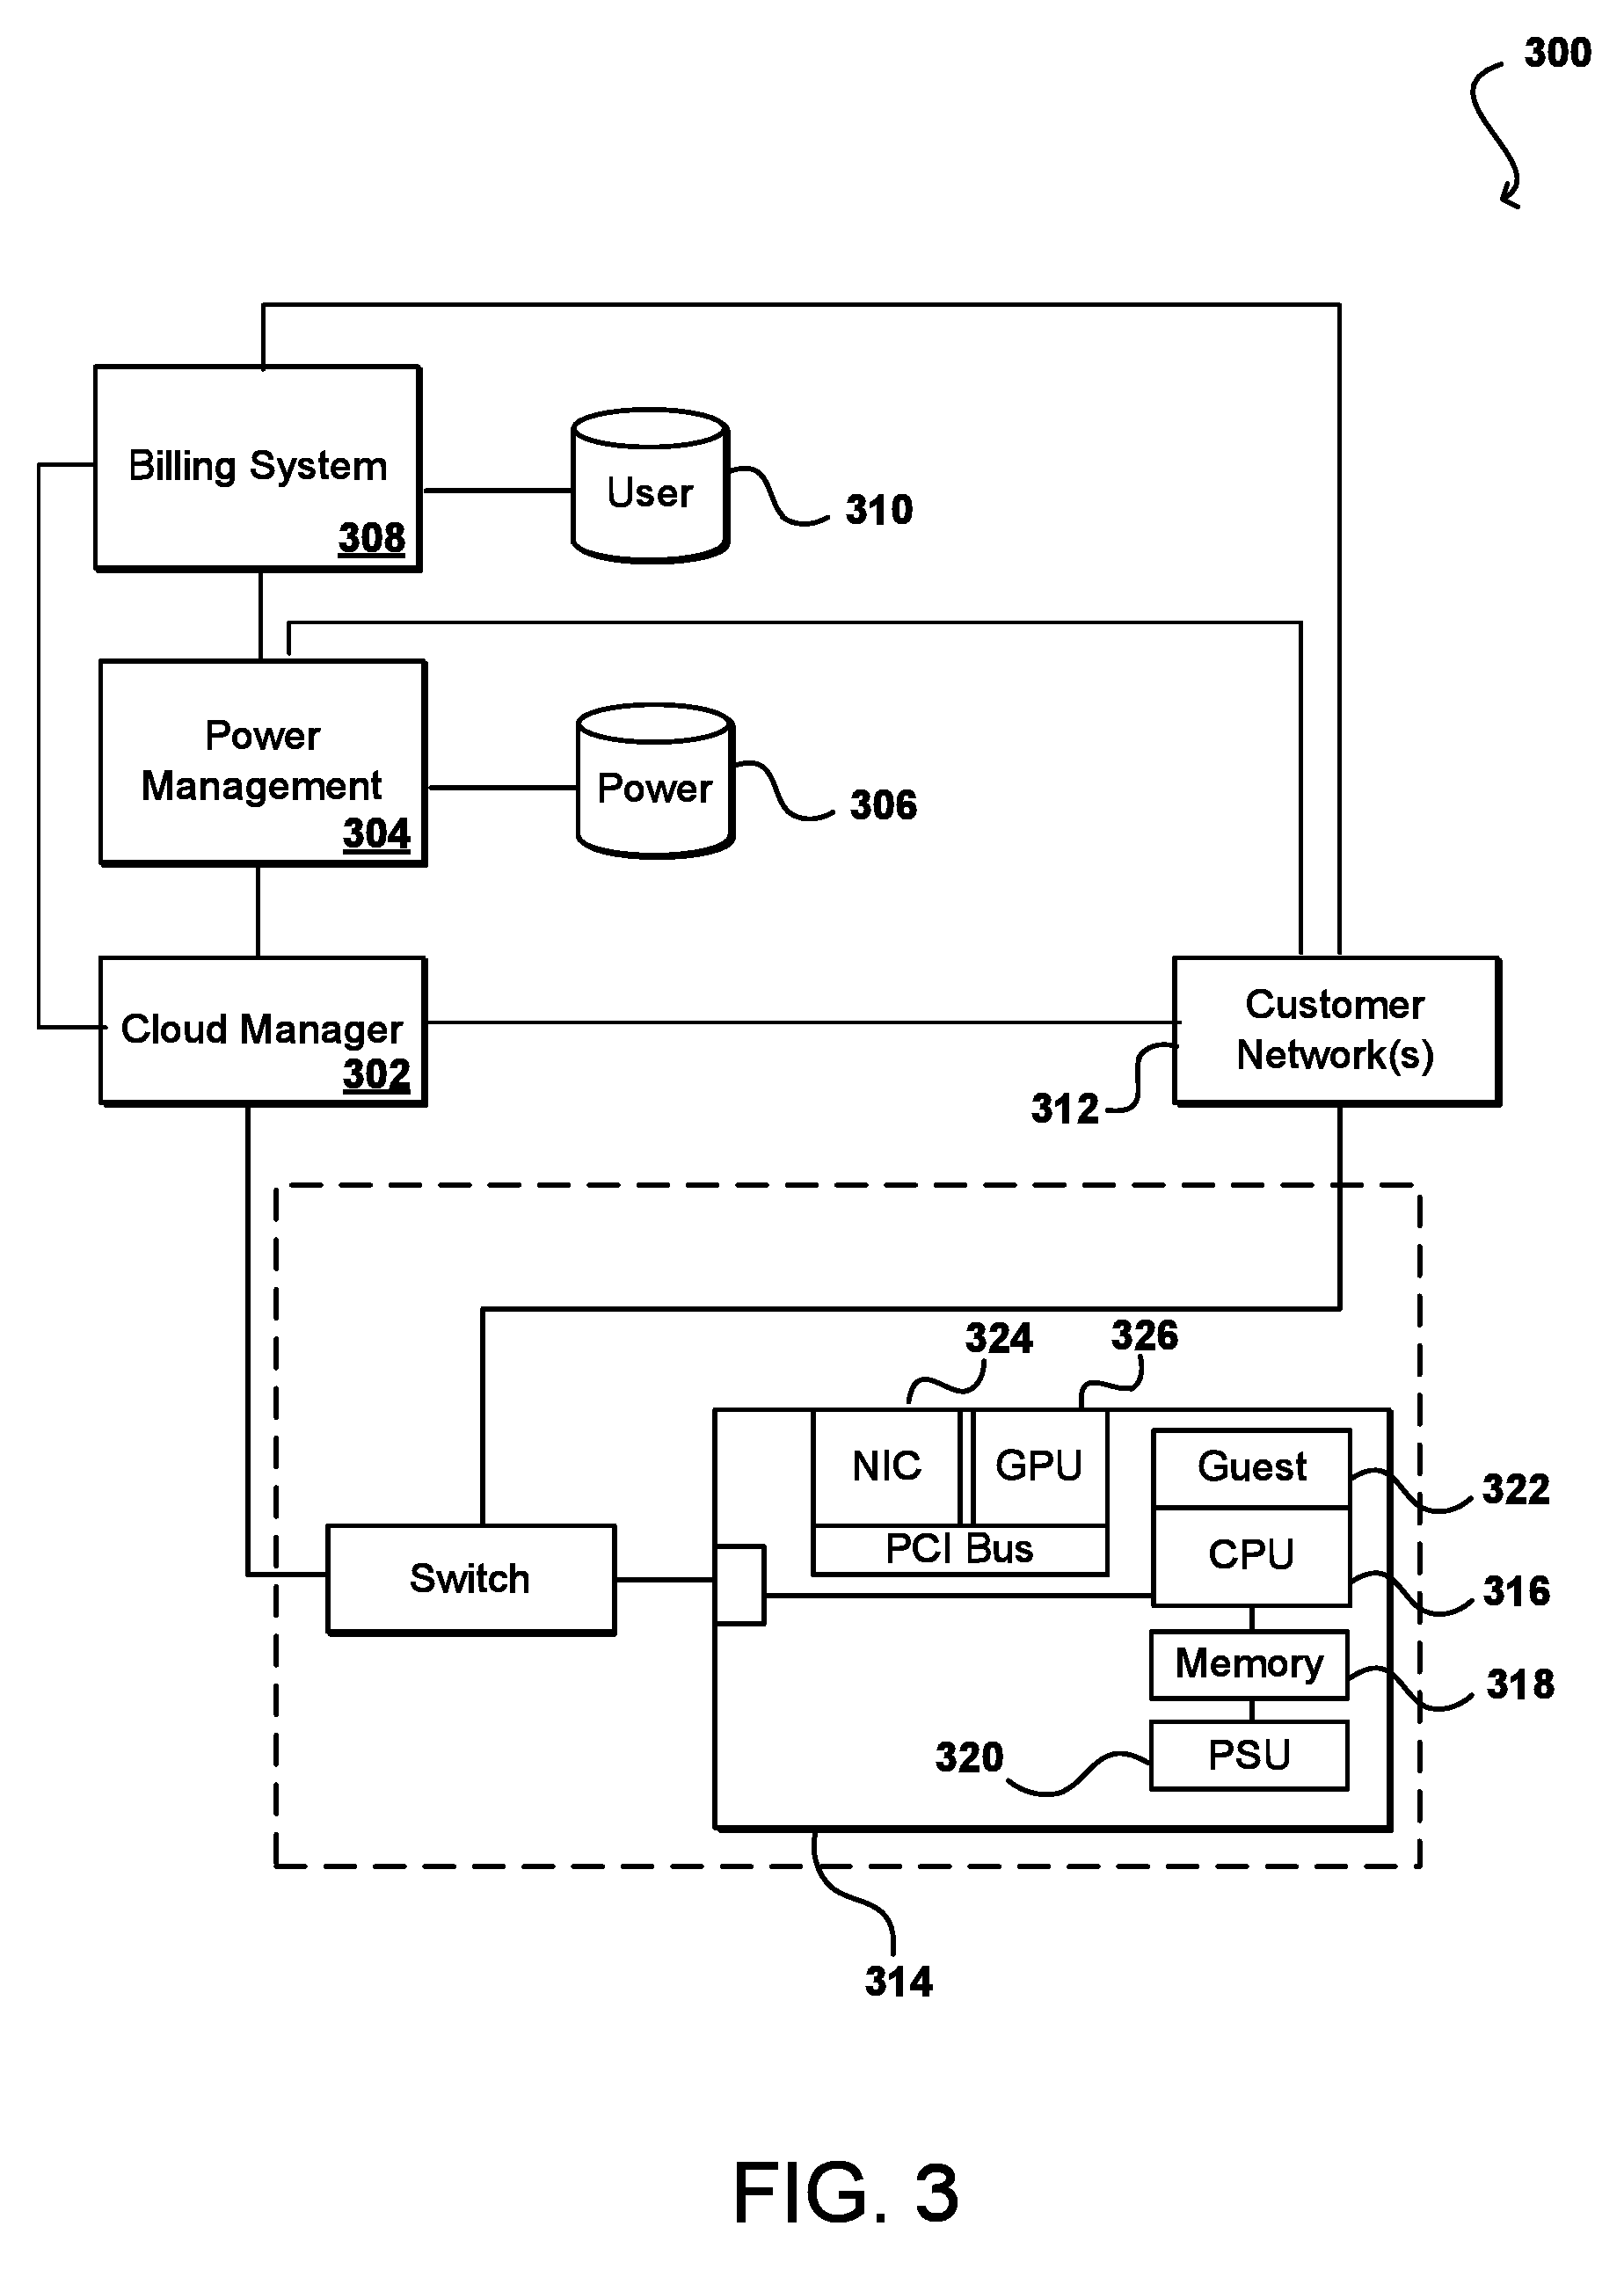 300
Billing System
308
User
310
Power
Management
304
Power
306
Cloud Manager
302
Customer
Network(s)
312
324
326
NIC
GPU
PCI Bus
Guest
322
CPU
316
Switch
Memory
318
PSU
320
314
FIG. 3